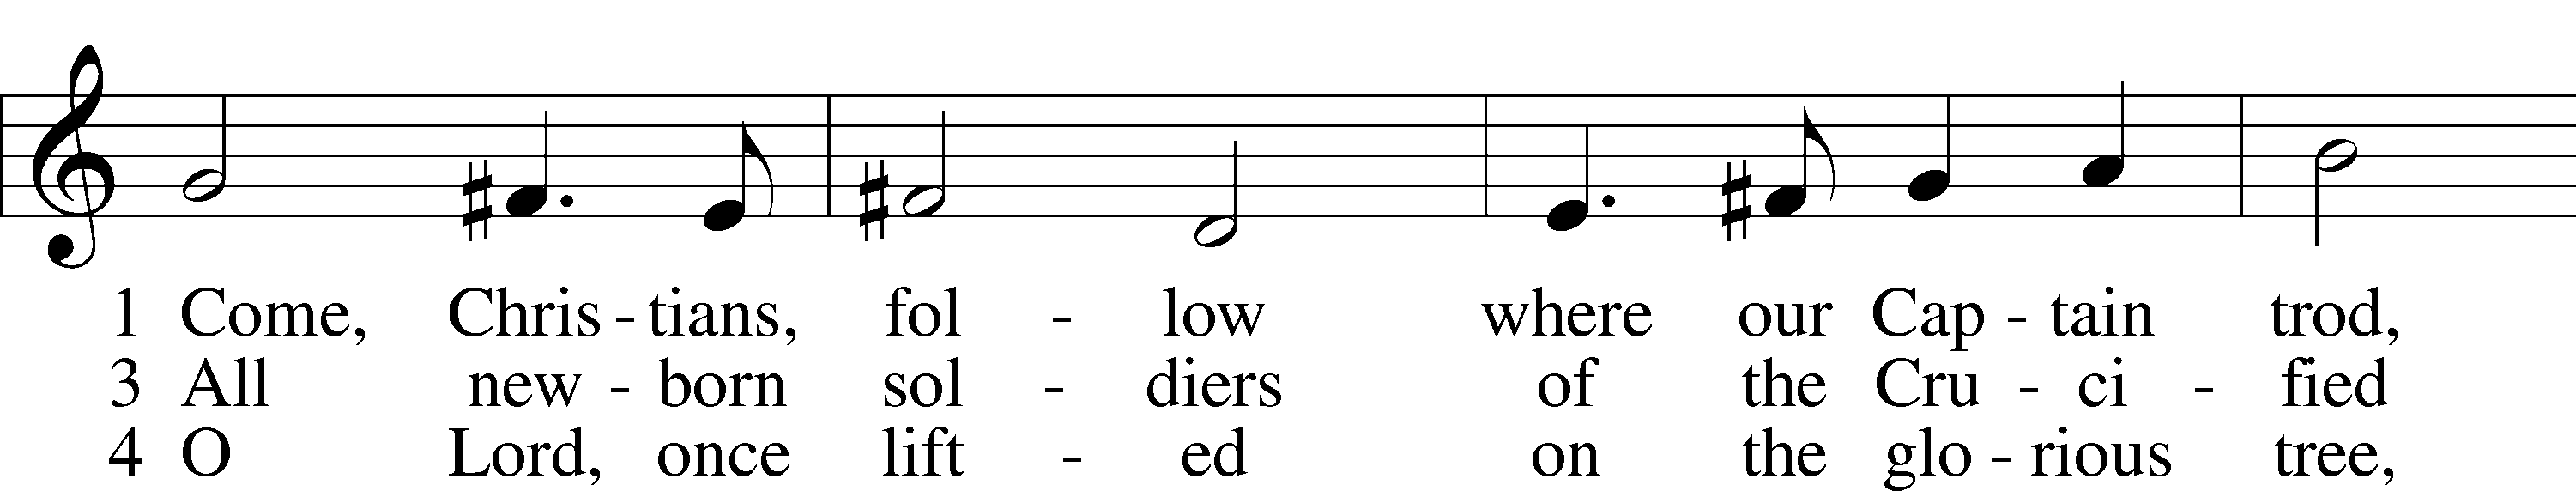 1 Come, Chris - tians, fol - low where our Cap - tain trod,
3 All new - born sol - diers of the Cru - ci - fied
4 O Lord, once lift - ed on the glo - rious tree,